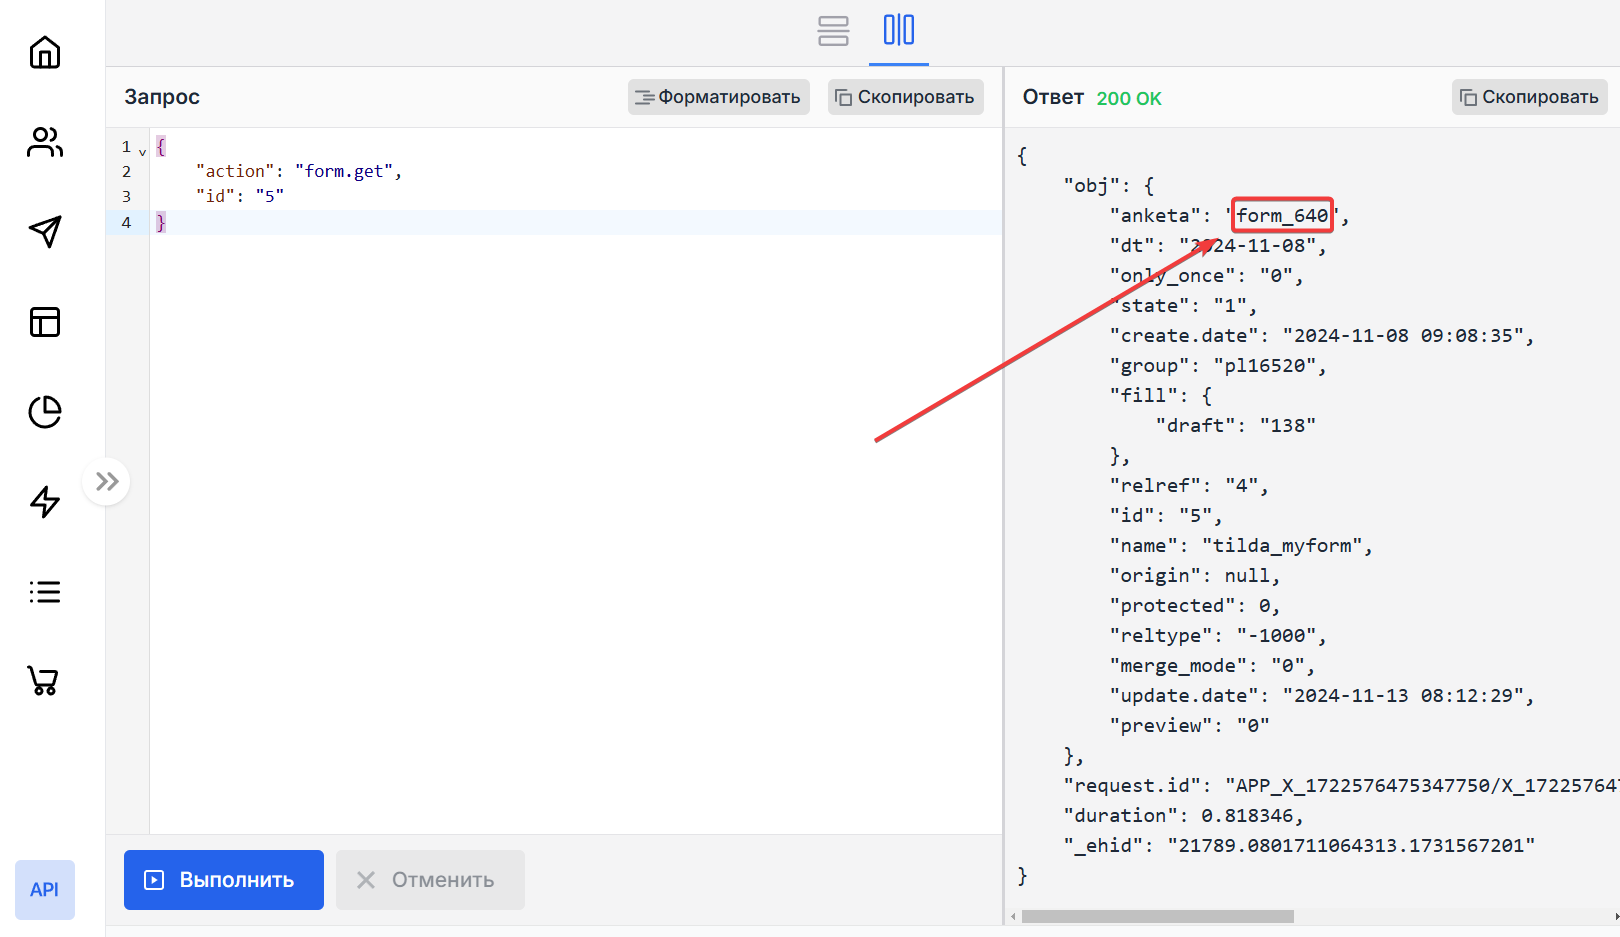 Запрос
Форматировать
Скопировать
1 {
2 "action": "form.get",
3 "id": "5"
4 }
Выполнить
Отменить
API
Ответ 200 OK
Скопировать
{
"obj": {
"anketa": "form_640",
"dt": "2024-11-08",
"only_once": "0",
"state": "1",
"create.date": "2024-11-08 09:08:35",
"group": "pl16520",
"fill": {
"draft": "138"
},
"relref": "4",
"id": "5",
"name": "tilda_myform",
"origin": null,
"protected": 0,
"reltype": "-1000",
"merge_mode": "0",
"update.date": "2024-11-13 08:12:29",
"preview": "0"
},
"request.id": "APP_X_1722576475347750/X_1722576
"duration": 0.818346,
"_ehid": "21789.0801711064313.1731567201"
}